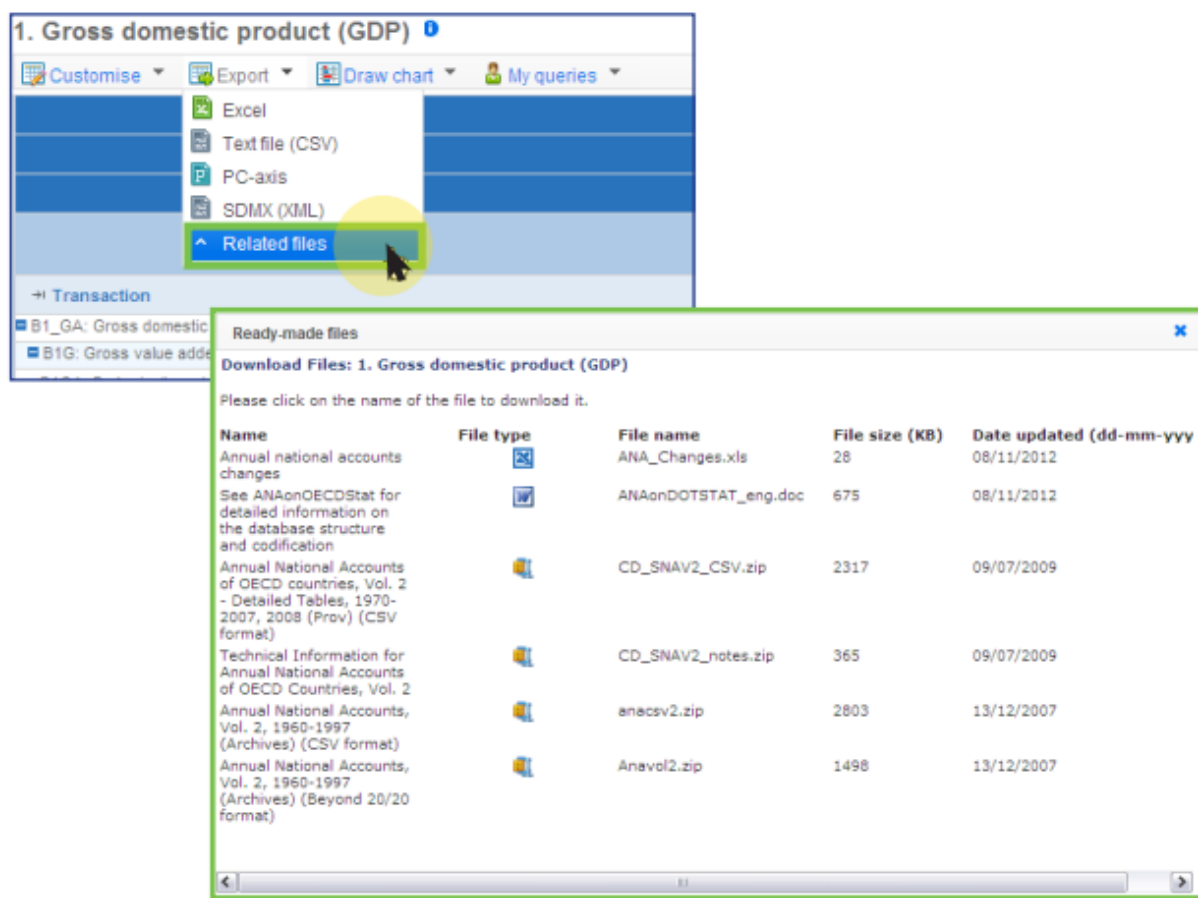 1. Gross domestic product (GDP)
Customise Export Draw chart My queries
Excel
Text file (CSV)
PC-axis
SDMX (XML)
Related files
Transaction
B1_GA: Gross domestic
B1G: Gross value adde
Ready-made files
Download Files: 1. Gross domestic product (GDP)
Please click on the name of the file to download it.
Name File type File name File size (KB) Date updated (dd-mm-yyy
Annual national accounts ANA_Changes.xls 28 08/11/2012
changes
See ANAonOECDStat for ANAonDOTSTAT_eng.doc 675 08/11/2012
detailed information on
the database structure
and codification
Annual National Accounts CD_SNAV2_CSV.zip 2317 09/07/2009
of OECD countries, Vol. 2
- Detailed Tables, 1970-
2007, 2008 (Prov) (CSV
format)
Technical Information for CD_SNAV2_notes.zip 365 09/07/2009
Annual National Accounts
of OECD Countries, Vol. 2
Annual National Accounts, anacsv2.zip 2803 13/12/2007
Vol. 2, 1960-1997
(Archives) (CSV format)
Annual National Accounts, Anavol2.zip 1498 13/12/2007
Vol. 2, 1960-1997
(Archives) (Beyond 20/20
format)